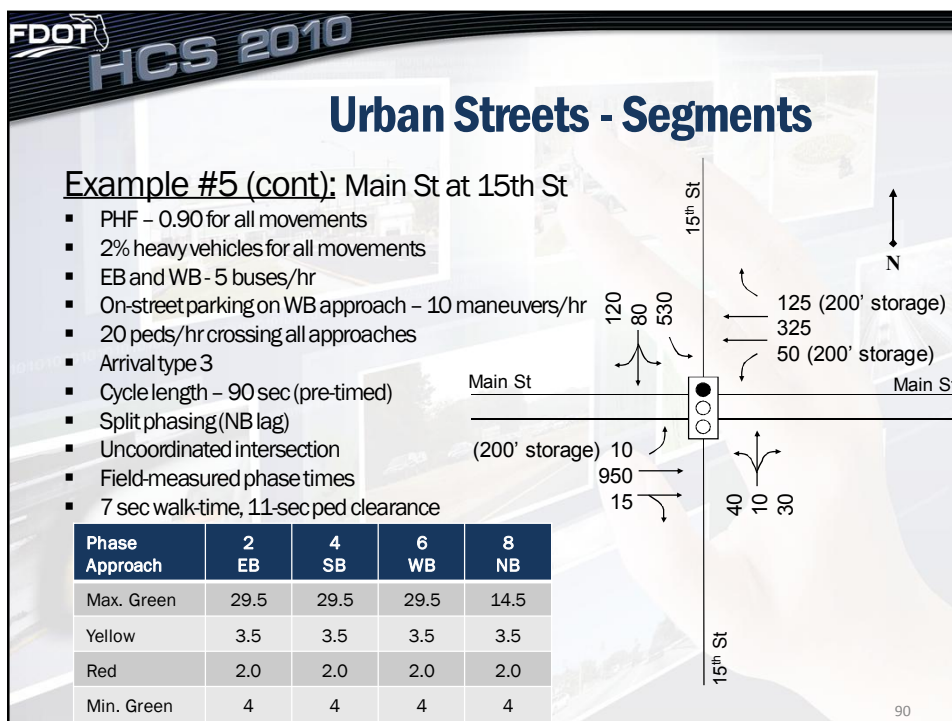 FDOT
HCS 2010
Urban Streets - Segments
Example #5 (cont): Main St at 15th St
▪ PHF – 0.90 for all movements
▪ 2% heavy vehicles for all movements
▪ EB and WB - 5 buses/hr
▪ On-street parking on WB approach – 10 maneuvers/hr
▪ 20 peds/hr crossing all approaches
▪ Arrival type 3
▪ Cycle length – 90 sec (pre-timed)
▪ Split phasing (NB lag)
▪ Uncoordinated intersection
▪ Field-measured phase times
▪ 7 sec walk-time, 11-sec ped clearance
15th St
N
120
80
530
125 (200' storage)
325
50 (200' storage)
Main St
Main St
(200' storage) 10
950
15
40
10
30
15th St
Phase Approach 2 EB 4 SB 6 WB 8 NB
Max. Green 29.5 29.5 29.5 14.5
Yellow 3.5 3.5 3.5 3.5
Red 2.0 2.0 2.0 2.0
Min. Green 4 4 4 4
90